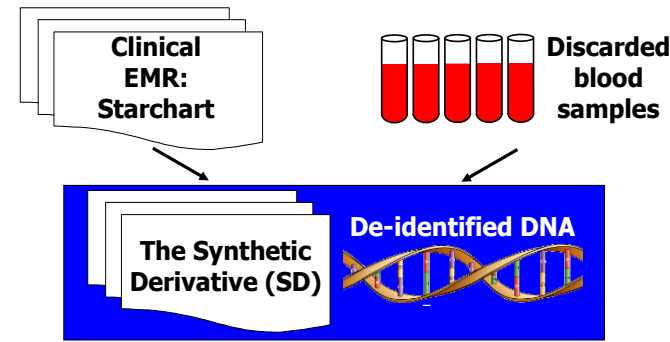 Clinical
EMR:
Starchart
Discarded
blood
samples
The Synthetic
Derivative (SD)
De-identified DNA